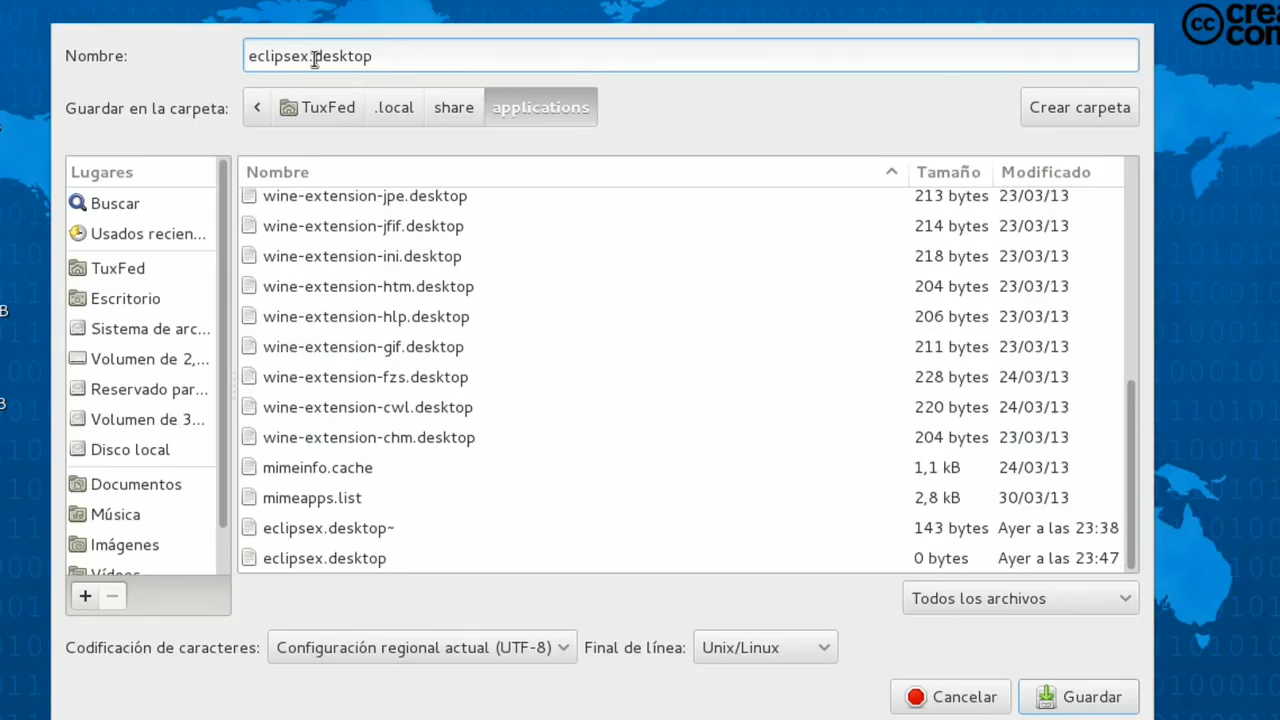 Nombre: eclipsex.desktop
Guardar en la carpeta: TuxFed .local share applications Crear carpeta
Lugares Nombre Tamaño Modificado
Buscar
Usados recien...
TuxFed
Escritorio
Sistema de arc...
Volumen de 2,...
Reservado par...
Volumen de 3...
Disco local
Documentos
Música
Imágenes
Vídeos
wine-extension-jpe.desktop 213 bytes 23/03/13
wine-extension-jfif.desktop 214 bytes 23/03/13
wine-extension-ini.desktop 218 bytes 23/03/13
wine-extension-htm.desktop 204 bytes 23/03/13
wine-extension-hlp.desktop 206 bytes 23/03/13
wine-extension-gif.desktop 211 bytes 23/03/13
wine-extension-fzs.desktop 228 bytes 24/03/13
wine-extension-cwl.desktop 220 bytes 24/03/13
wine-extension-chm.desktop 204 bytes 23/03/13
mimeinfo.cache 1,1 kB 24/03/13
mimeapps.list 2,8 kB 30/03/13
eclipsex.desktop~ 143 bytes Ayer a las 23:38
eclipsex.desktop 0 bytes Ayer a las 23:47
+ −
Todos los archivos
Codificación de caracteres: Configuración regional actual (UTF-8) Final de línea: Unix/Linux
Cancelar Guardar
cc